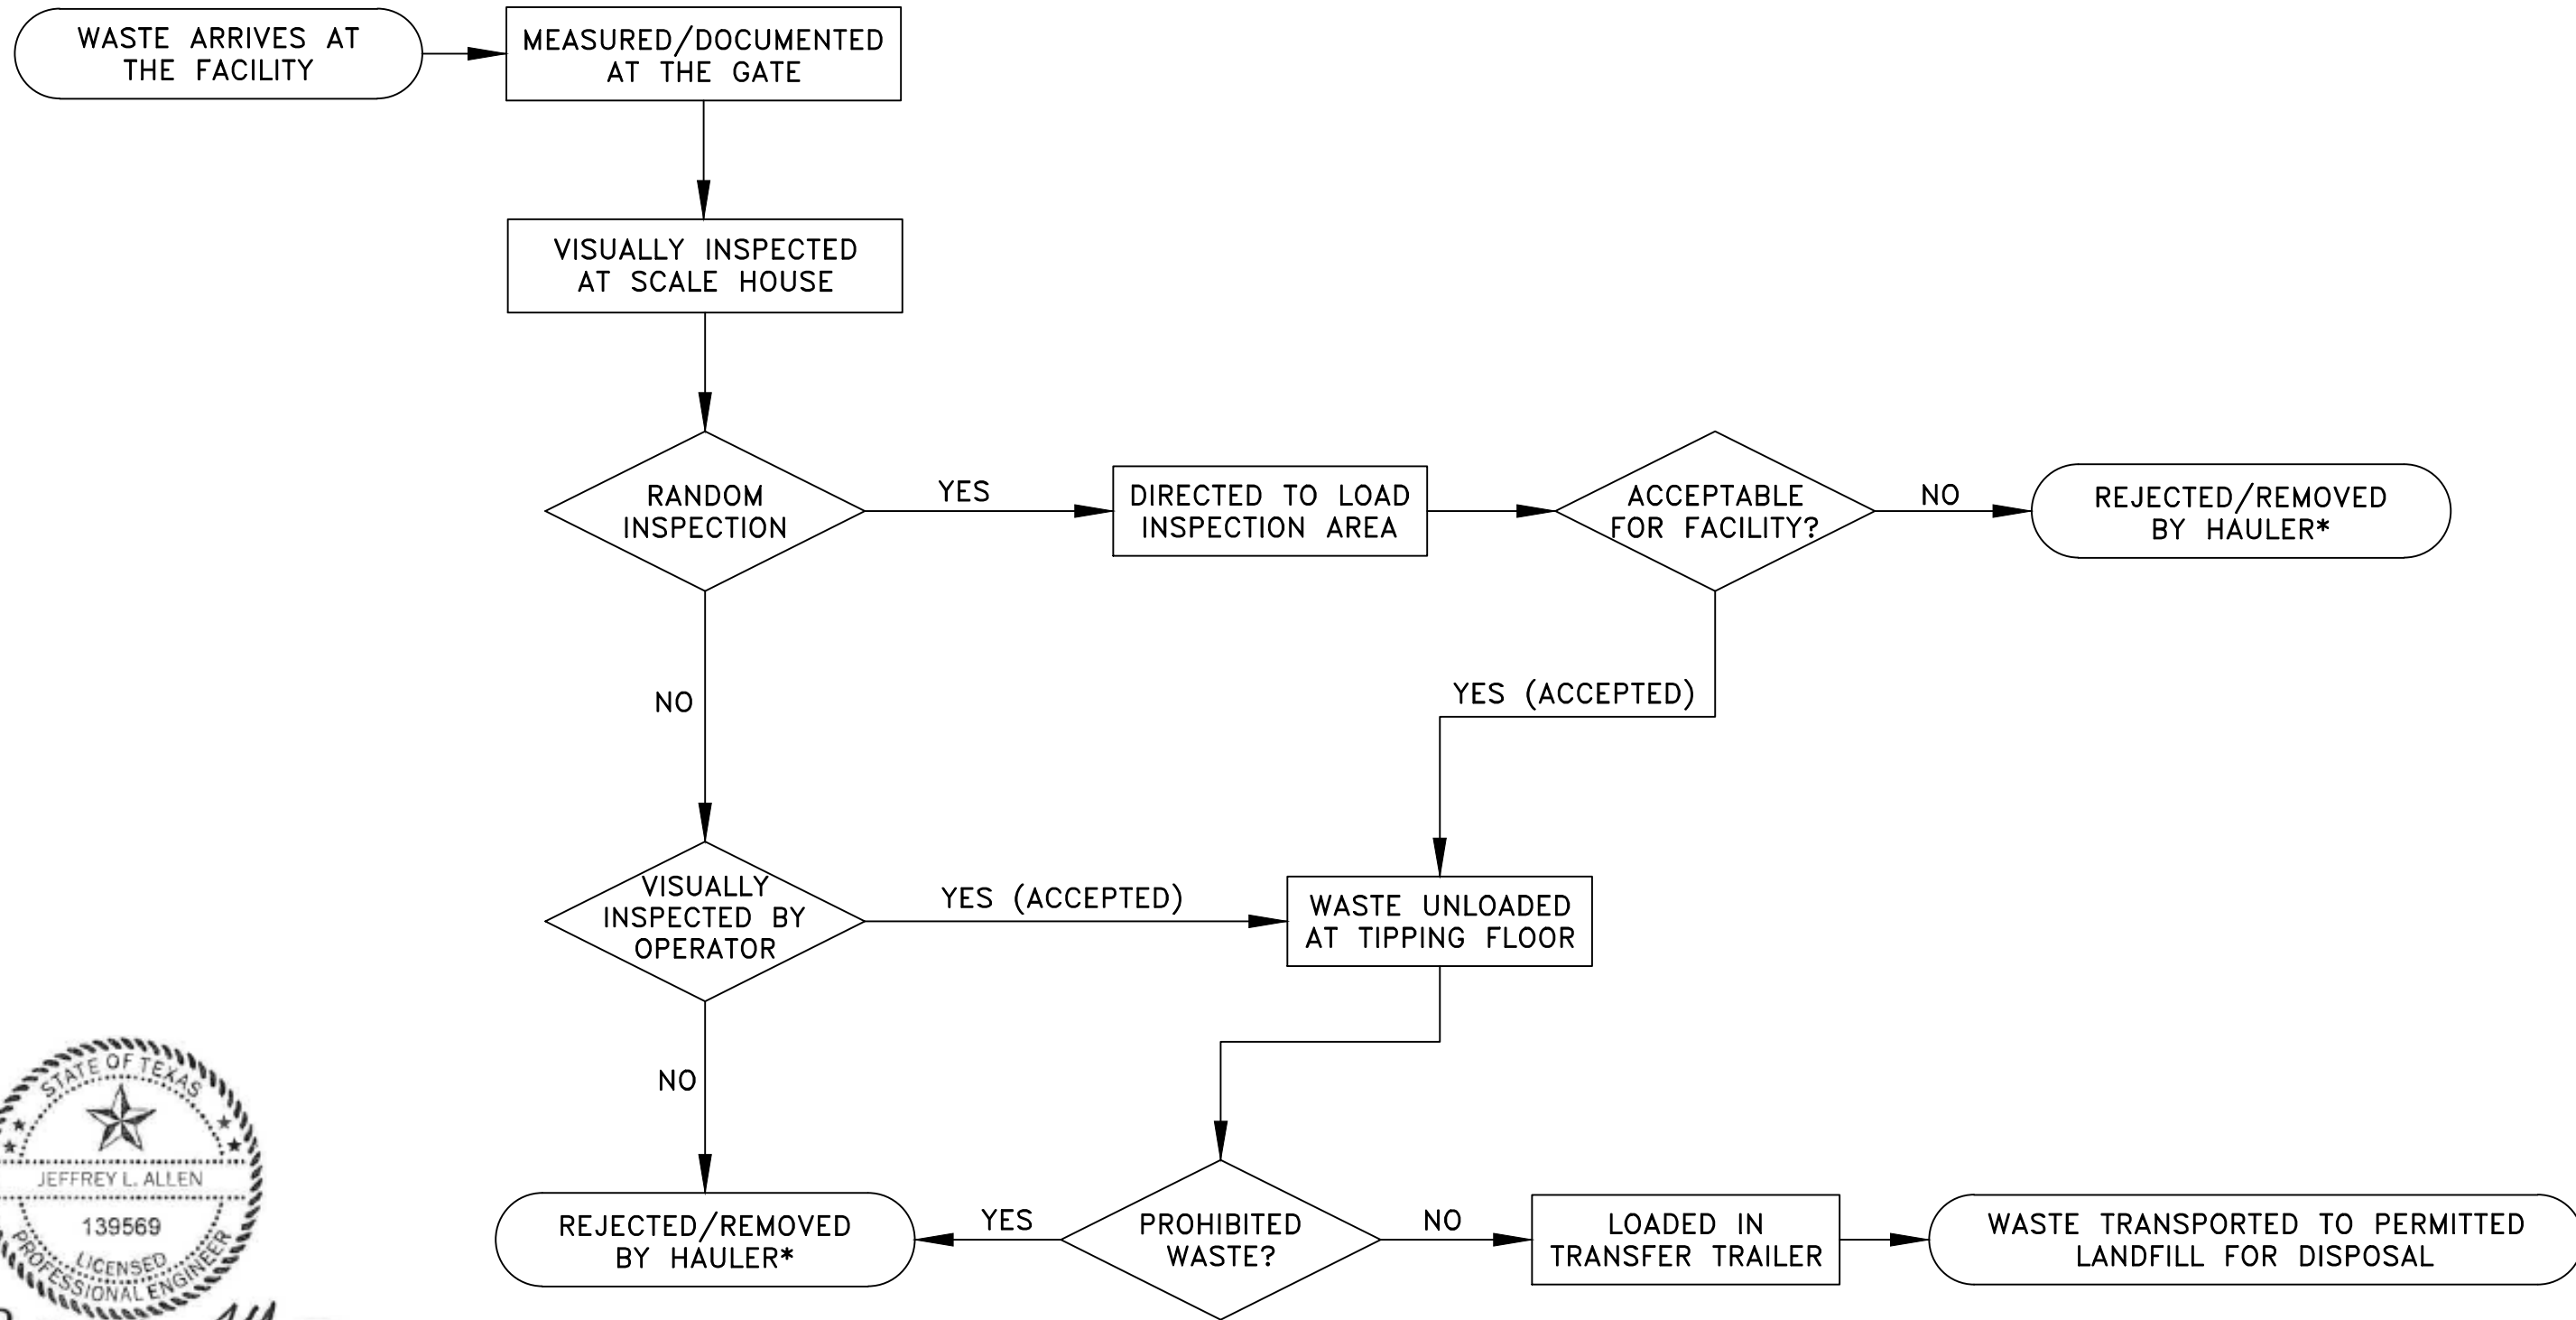 WASTE ARRIVES AT
THE FACILITY
MEASURED/DOCUMENTED
AT THE GATE
VISUALLY INSPECTED
AT SCALE HOUSE
RANDOM
INSPECTION
YES
DIRECTED TO LOAD
INSPECTION AREA
ACCEPTABLE
FOR FACILITY?
NO
REJECTED/REMOVED
BY HAULER*
NO
YES (ACCEPTED)
VISUALLY
INSPECTED BY
OPERATOR
YES (ACCEPTED)
WASTE UNLOADED
AT TIPPING FLOOR
NO
REJECTED/REMOVED
BY HAULER*
YES
PROHIBITED
WASTE?
NO
LOADED IN
TRANSFER TRAILER
WASTE TRANSPORTED TO PERMITTED
LANDFILL FOR DISPOSAL
STATE OF TEXAS
JEFFREY L. ALLEN
139569
LICENSED
PROFESSIONAL ENGINEER